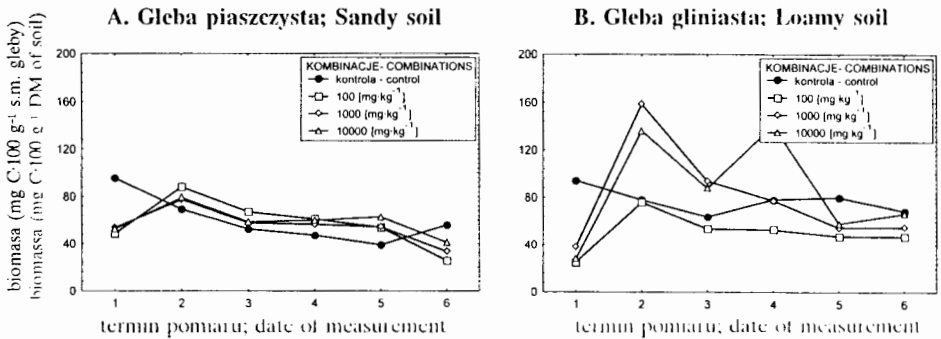 A. Gleba piaszczysta; Sandy soil
biomasa (mg C·100 g⁻¹ s.m. gleby)
biomassa (mg C·100 g⁻¹ DM of soil)
200
160
120
80
40
0
KOMBINACJE- COMBINATIONS
kontrola - control
100 [mg·kg⁻¹]
1000 [mg·kg⁻¹]
10000 [mg·kg⁻¹]
1 2 3 4 5 6
termin pomiaru; date of measurement
B. Gleba gliniasta; Loamy soil
200
160
120
80
40
0
KOMBINACJE- COMBINATIONS
kontrola - control
100 [mg kg⁻¹]
1000 [mg kg⁻¹]
10000 [mg kg⁻¹]
1 2 3 4 5 6
termin pomiaru; date of measurement